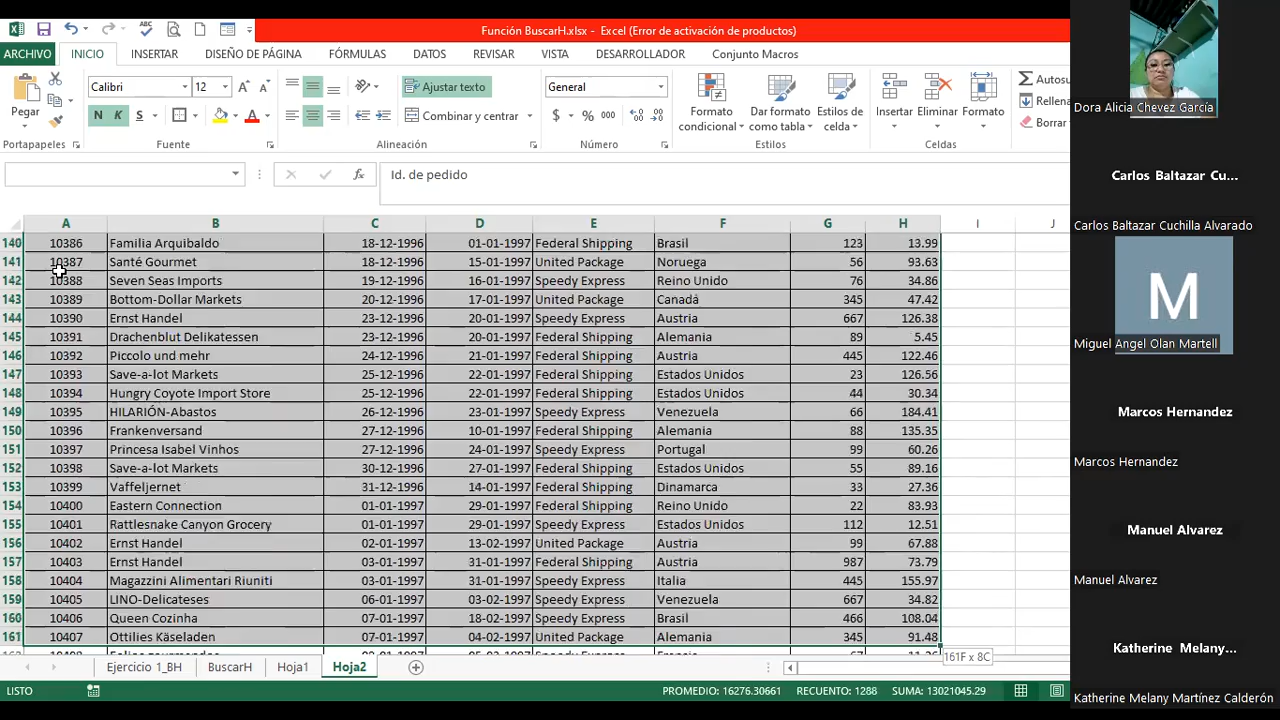 Función BuscarH.xlsx - Excel (Error de activación de productos)
ARCHIVO INICIO INSERTAR DISEÑO DE PÁGINA FÓRMULAS DATOS REVISAR VISTA DESARROLLADOR Conjunto Macros
Calibri 12 Ajustar texto General Autosu
Pegar N K S Combinar y centrar $ % 000 Formato condicional Dar formato como tabla Estilos de celda Insertar Eliminar Formato Rellena
Borrar
Portapapeles Fuente Alineación Número Estilos Celdas
fx Id. de pedido
A B C D E F G H I J
140 10386 Familia Arquibaldo 18-12-1996 01-01-1997 Federal Shipping Brasil 123 13.99
141 10387 Santé Gourmet 18-12-1996 15-01-1997 United Package Noruega 56 93.63
142 10388 Seven Seas Imports 19-12-1996 16-01-1997 Speedy Express Reino Unido 76 34.86
143 10389 Bottom-Dollar Markets 20-12-1996 17-01-1997 United Package Canadá 345 47.42
144 10390 Ernst Handel 23-12-1996 20-01-1997 Speedy Express Austria 667 126.38
145 10391 Drachenblut Delikatessen 23-12-1996 20-01-1997 Federal Shipping Alemania 89 5.45
146 10392 Piccolo und mehr 24-12-1996 21-01-1997 Federal Shipping Austria 445 122.46
147 10393 Save-a-lot Markets 25-12-1996 22-01-1997 Federal Shipping Estados Unidos 23 126.56
148 10394 Hungry Coyote Import Store 25-12-1996 22-01-1997 Federal Shipping Estados Unidos 44 30.34
149 10395 HILARIÓN-Abastos 26-12-1996 23-01-1997 Speedy Express Venezuela 66 184.41
150 10396 Frankenversand 27-12-1996 10-01-1997 Federal Shipping Alemania 88 135.35
151 10397 Princesa Isabel Vinhos 27-12-1996 24-01-1997 Speedy Express Portugal 99 60.26
152 10398 Save-a-lot Markets 30-12-1996 27-01-1997 Federal Shipping Estados Unidos 55 89.16
153 10399 Vaffeljernet 31-12-1996 14-01-1997 Federal Shipping Dinamarca 33 27.36
154 10400 Eastern Connection 01-01-1997 29-01-1997 Federal Shipping Reino Unido 22 83.93
155 10401 Rattlesnake Canyon Grocery 01-01-1997 29-01-1997 Speedy Express Estados Unidos 112 12.51
156 10402 Ernst Handel 02-01-1997 13-02-1997 United Package Austria 99 67.88
157 10403 Ernst Handel 03-01-1997 31-01-1997 Federal Shipping Austria 987 73.79
158 10404 Magazzini Alimentari Riuniti 03-01-1997 31-01-1997 Speedy Express Italia 445 155.97
159 10405 LINO-Delicateses 06-01-1997 03-02-1997 Speedy Express Venezuela 667 34.82
160 10406 Queen Cozinha 07-01-1997 18-02-1997 Speedy Express Brasil 466 108.04
161 10407 Ottilies Käseladen 07-01-1997 04-02-1997 United Package Alemania 345 91.48
161F x 8C
Ejercicio 1_BH BuscarH Hoja1 Hoja2
LISTO PROMEDIO: 16276.30661 RECUENTO: 1288 SUMA: 13021045.29
Dora Alicia Chevez García
Carlos Baltazar Cu...
Carlos Baltazar Cuchilla Alvarado
M
Miguel Angel Olan Martell
Marcos Hernandez
Marcos Hernandez
Manuel Alvarez
Manuel Alvarez
Katherine Melany...
Katherine Melany Martínez Calderón